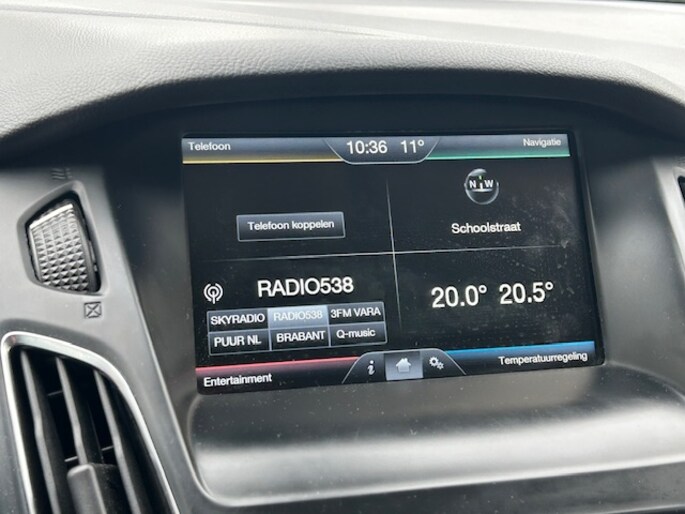 Telefoon 10:36 11° Navigatie
N W
Telefoon koppelen
Schoolstraat
RADIO538
20.0° 20.5°
SKYRADIO RADIO538 3FM VARA
PUUR NL BRABANT Q-music
Entertainment i Temperatuurregeling